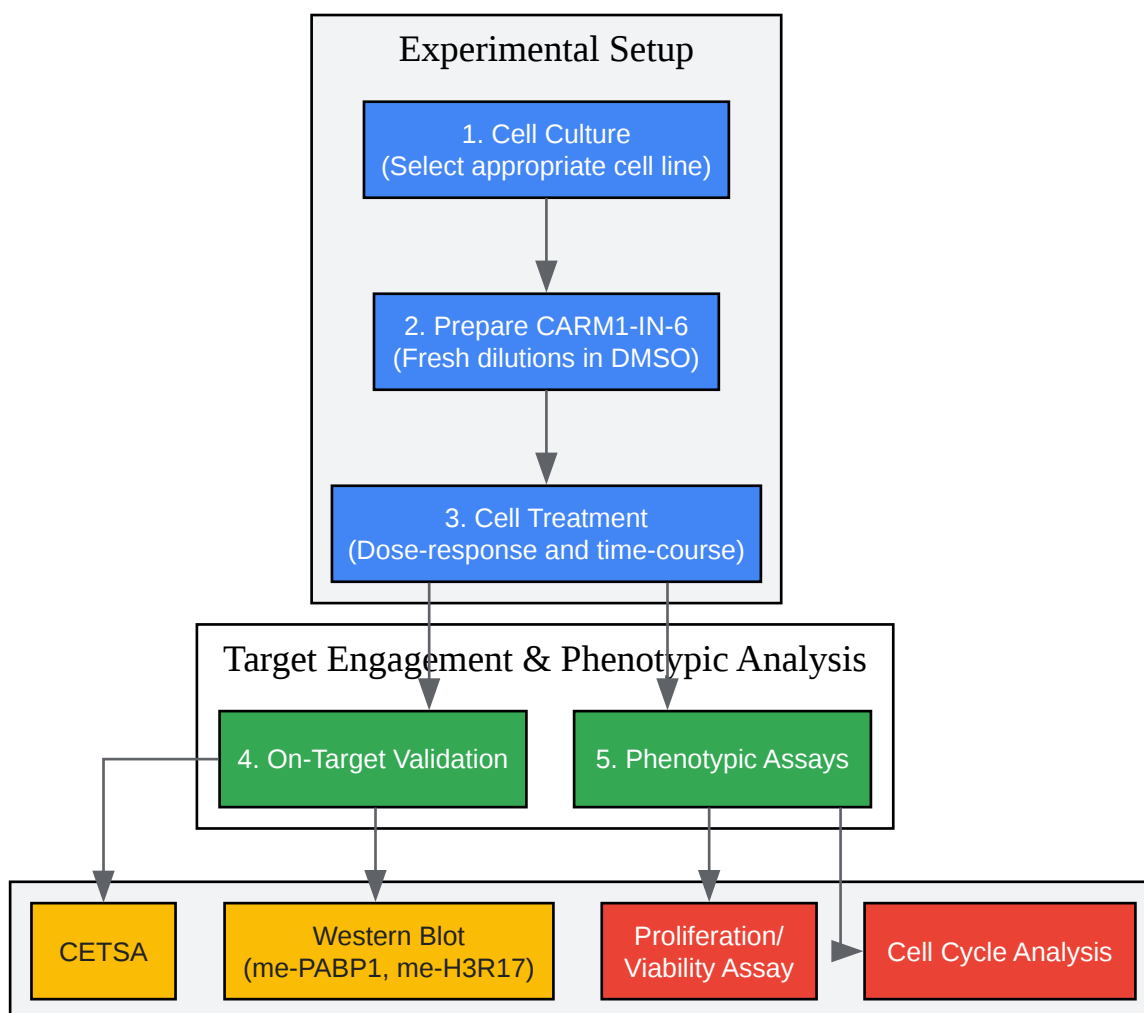 Experimental Setup
1. Cell Culture
(Select appropriate cell line)
2. Prepare CARM1-IN-6
(Fresh dilutions in DMSO)
3. Cell Treatment
(Dose-response and time-course)
Target Engagement & Phenotypic Analysis
4. On-Target Validation
5. Phenotypic Assays
CETSA
Western Blot
(me-PABP1, me-H3R17)
Proliferation/
Viability Assay
Cell Cycle Analysis